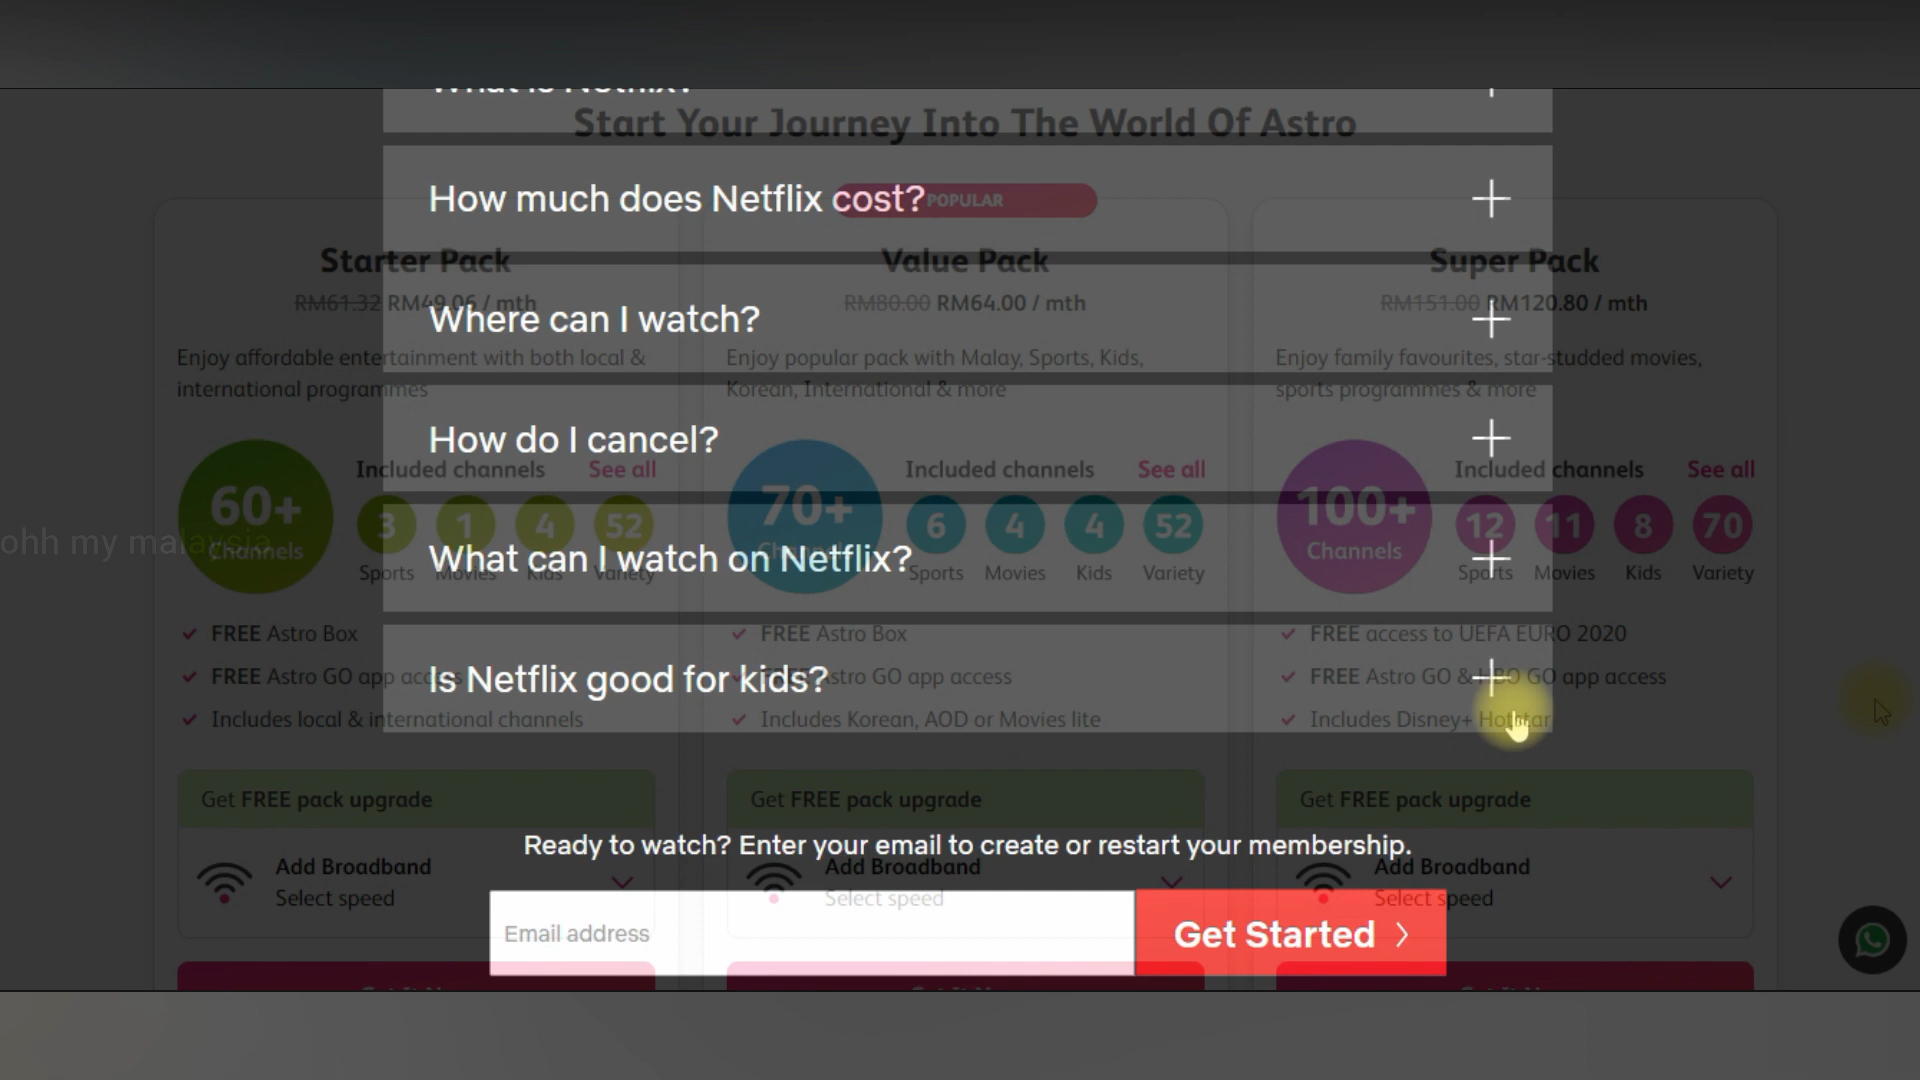 What is Netflix?
Start Your Journey Into The World Of Astro
How much does Netflix cost?
POPULAR
Starter Pack
RM61.32 RM49.06 / mth
Value Pack
RM80.00 RM64.00 / mth
Super Pack
RM151.00 RM120.80 / mth
Where can I watch?
Enjoy affordable entertainment with both local &
international programmes
Enjoy popular pack with Malay, Sports, Kids,
Korean, International & more
Enjoy family favourites, star-studded movies,
sports programmes & more
How do I cancel?
60+
Channels
Included channels
See all
3 1 4 52
Sports Movies Kids Variety
70+
Channels
Included channels
See all
6 4 4 52
Sports Movies Kids Variety
100+
Channels
Included channels
See all
12 11 8 70
Sports Movies Kids Variety
ohh my malaysia
What can I watch on Netflix?
FREE Astro Box
FREE Astro GO app access
Includes local & international channels
FREE Astro Box
FREE Astro GO app access
Includes Korean, AOD or Movies lite
FREE access to UEFA EURO 2020
FREE Astro GO & HBO GO app access
Includes Disney+ Hotstar
Is Netflix good for kids?
Get FREE pack upgrade
Get FREE pack upgrade
Get FREE pack upgrade
Ready to watch? Enter your email to create or restart your membership.
Add Broadband
Select speed
Add Broadband
Select speed
Add Broadband
Select speed
Email address
Get Started